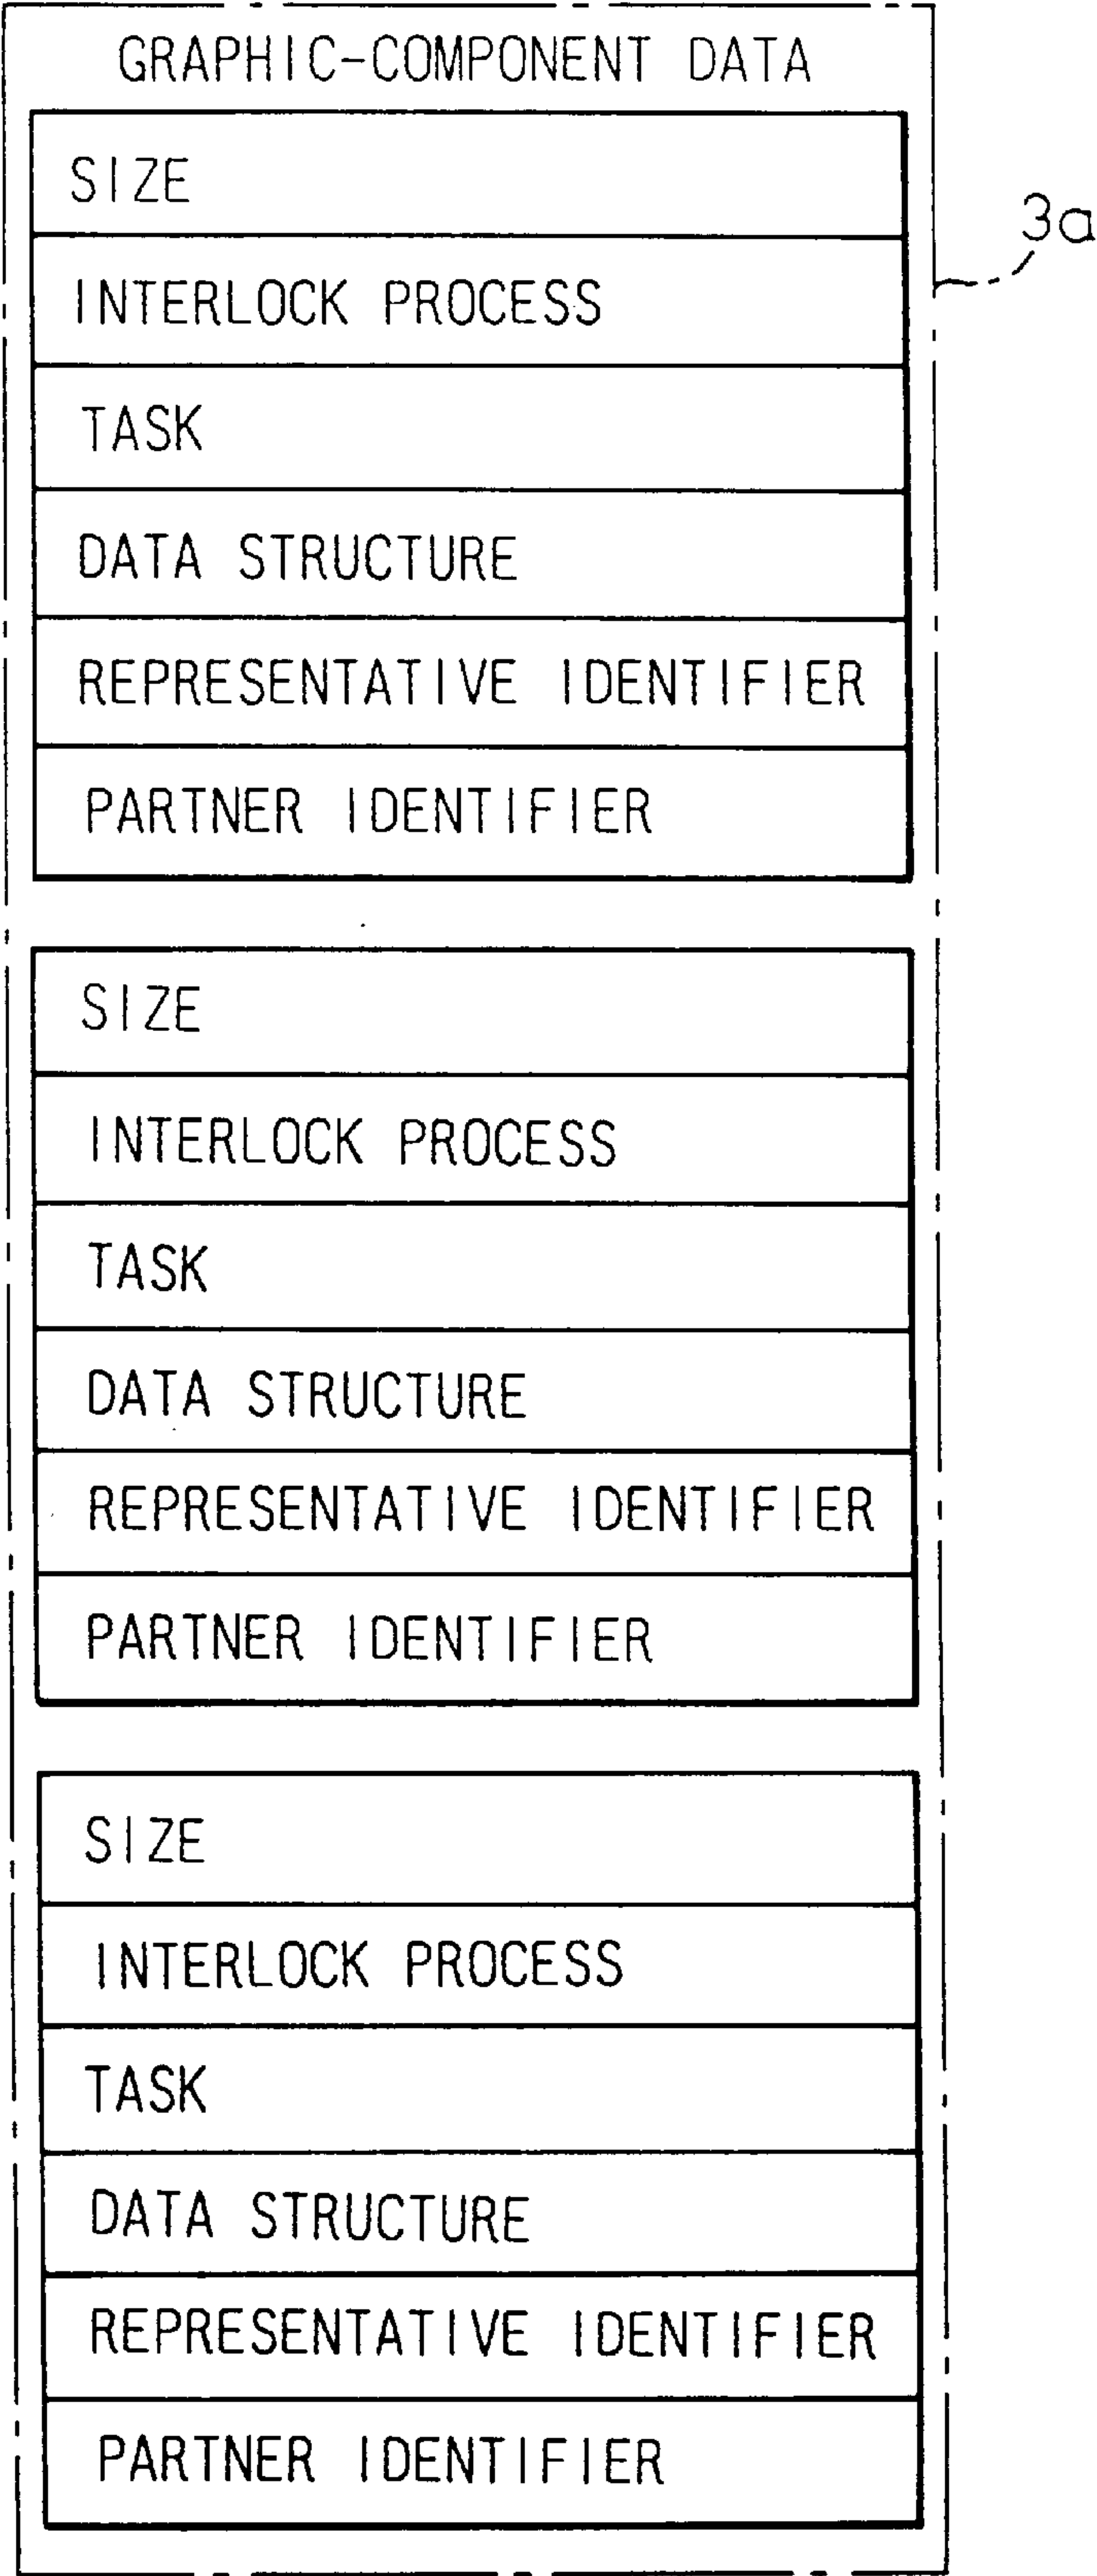 GRAPHIC-COMPONENT DATA
SIZE
3a
INTERLOCK PROCESS
TASK
DATA STRUCTURE
REPRESENTATIVE IDENTIFIER
PARTNER IDENTIFIER
SIZE
INTERLOCK PROCESS
TASK
DATA STRUCTURE
REPRESENTATIVE IDENTIFIER
PARTNER IDENTIFIER
SIZE
INTERLOCK PROCESS
TASK
DATA STRUCTURE
REPRESENTATIVE IDENTIFIER
PARTNER IDENTIFIER